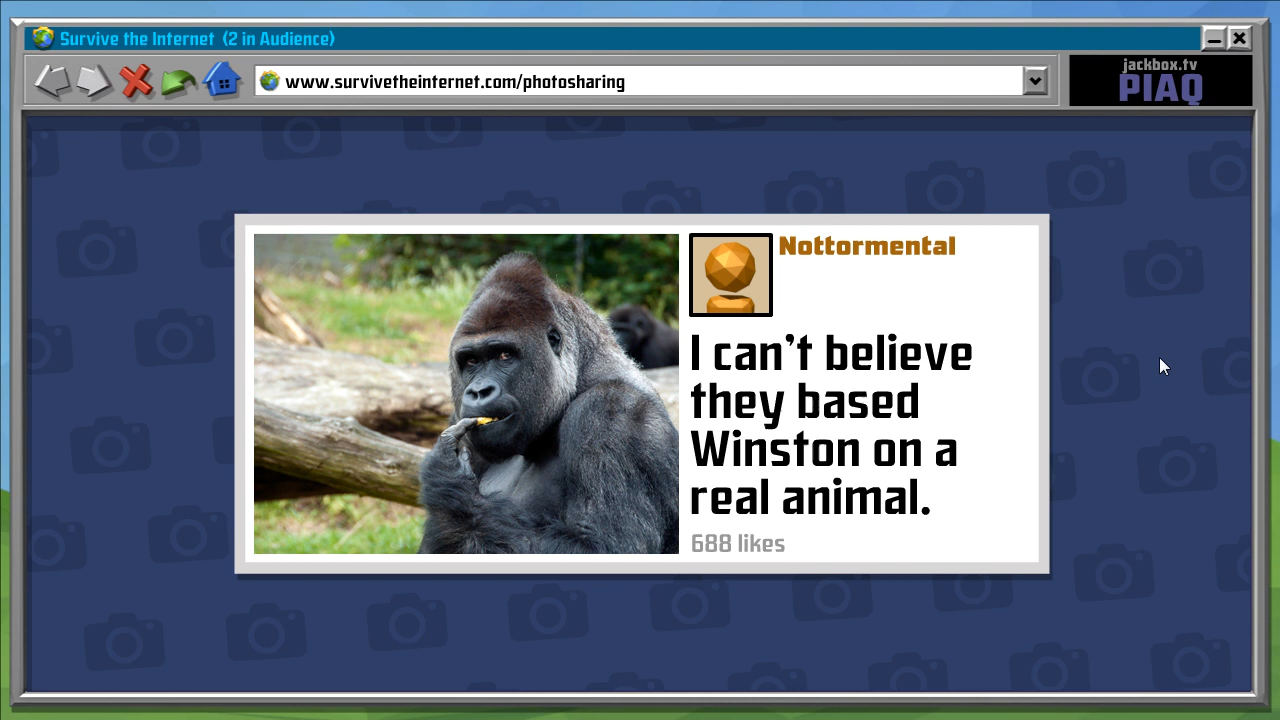 Survive the Internet (2 in Audience)
www.survivetheinternet.com/photosharing
jackbox.tv
PIAQ
Nottormental
I can't believe
they based
Winston on a
real animal.
688 likes